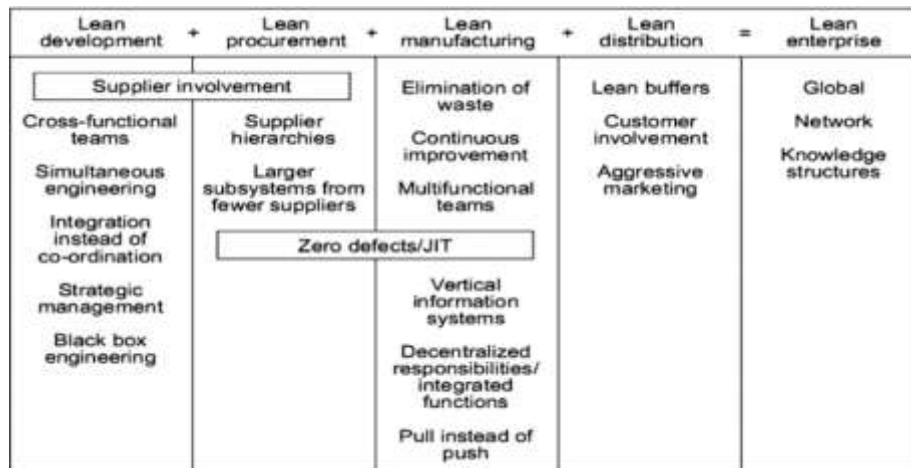 Lean development + Lean procurement + Lean manufacturing + Lean distribution = Lean enterprise
Supplier involvement
Cross-functional
teams
Simultaneous
engineering
Integration
instead of
co-ordination
Strategic
management
Black box
engineering
Supplier
hierarchies
Larger
subsystems from
fewer suppliers
Zero defects/JIT
Elimination of
waste
Continuous
improvement
Multifunctional
teams
Vertical
information
systems
Decentralized
responsibilities/
integrated
functions
Pull instead of
push
Lean buffers
Customer
involvement
Aggressive
marketing
Global
Network
Knowledge
structures